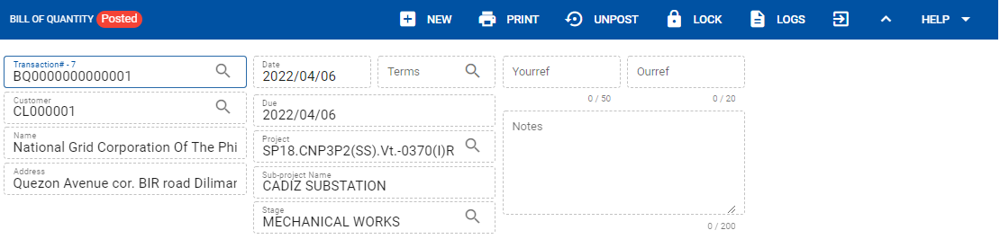 BILL OF QUANTITY Posted NEW PRINT UNPOST LOCK LOGS HELP
Transaction# - 7
BQ0000000000001
Customer
CL000001
Name
National Grid Corporation Of The Phi
Address
Quezon Avenue cor. BIR road Diliman
Date
2022/04/06
Terms
Due
2022/04/06
Project
SP18.CNP3P2(SS).Vt.-0370(I)R
Sub-project Name
CADIZ SUBSTATION
Stage
MECHANICAL WORKS
Yourref
0 / 50
Ourref
0 / 20
Notes
0 / 200